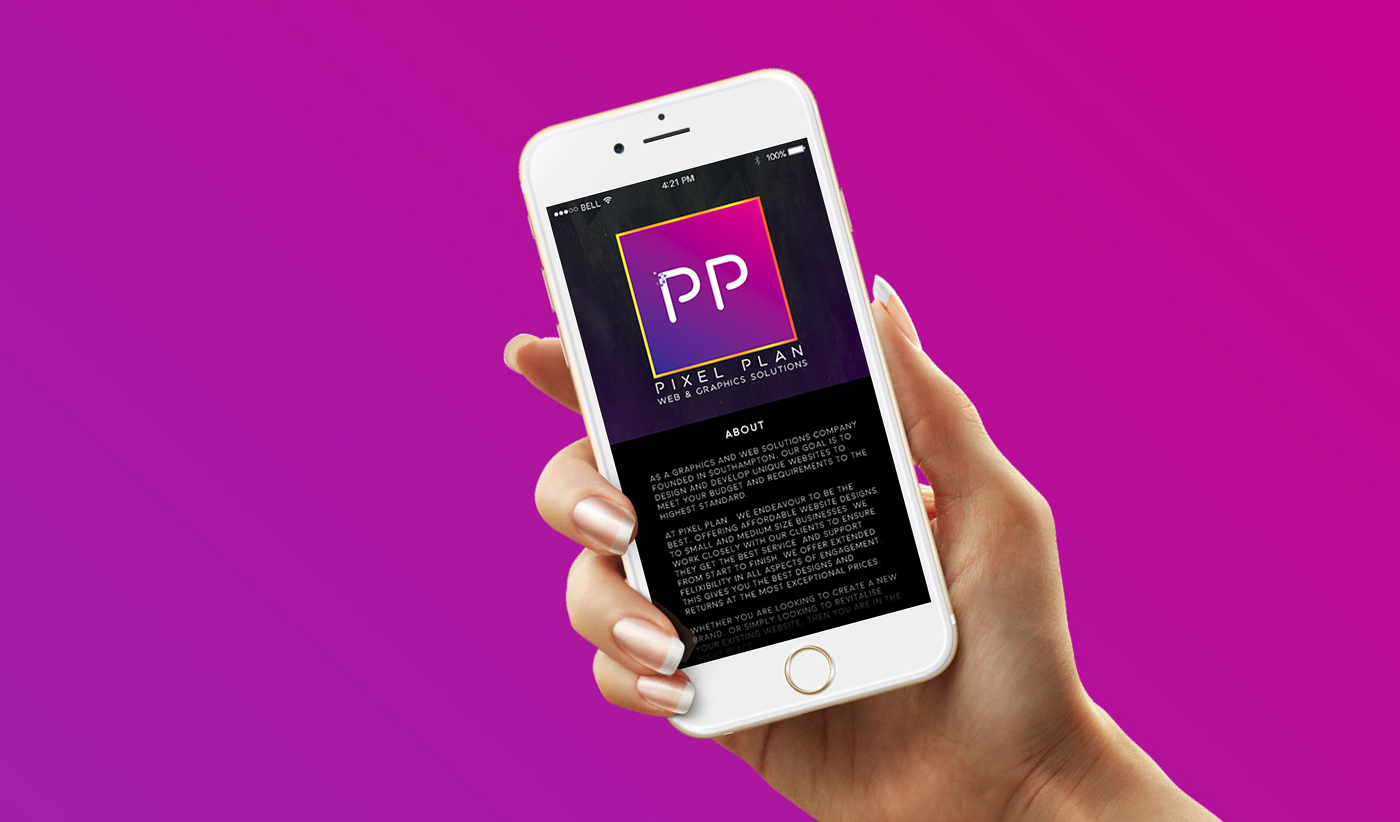 ●●●○○ BELL
4:21 PM
100%
PP
PIXEL PLAN
WEB & GRAPHICS SOLUTIONS
ABOUT
AS A GRAPHICS AND WEB SOLUTIONS COMPANY
FOUNDED IN SOUTHAMPTON. OUR GOAL IS TO
DESIGN AND DEVELOP UNIQUE WEBSITES TO
MEET YOUR BUDGET AND REQUIREMENTS TO THE
HIGHEST STANDARD
AT PIXEL PLAN WE ENDEAVOUR TO BE THE
BEST. OFFERING AFFORDABLE WEBSITE DESIGNS
TO SMALL AND MEDIUM SIZE BUSINESSES WE
WORK CLOSELY WITH OUR CLIENTS TO ENSURE
THEY GET THE BEST SERVICE AND SUPPORT
FROM START TO FINISH WE OFFER EXTENDED
FELIXIBILITY IN ALL ASPECTS OF ENGAGEMENT
THIS GIVES YOU THE BEST DESIGNS AND
RETURNS AT THE MOST EXCEPTIONAL PRICES
WHETHER YOU ARE LOOKING TO CREATE A NEW
BRAND, OR SIMPLY LOOKING TO REVITALISE
YOUR EXISTING WEBSITE, THEN YOU ARE IN THE